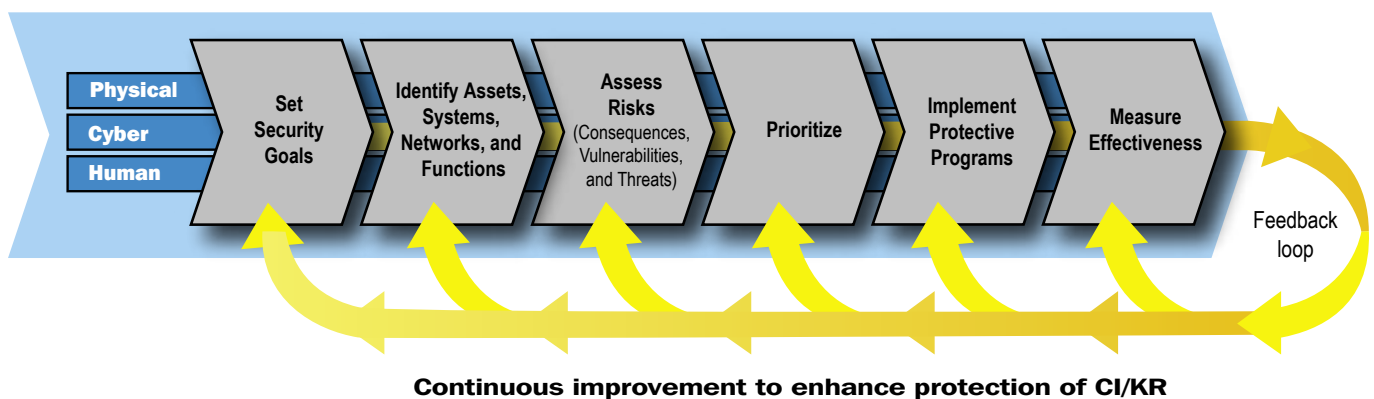 Physical
Cyber
Human
Set
Security
Goals
Identify Assets,
Systems,
Networks, and
Functions
Assess
Risks
(Consequences,
Vulnerabilities,
and Threats)
Prioritize
Implement
Protective
Programs
Measure
Effectiveness
Feedback
loop
Continuous improvement to enhance protection of CI/KR